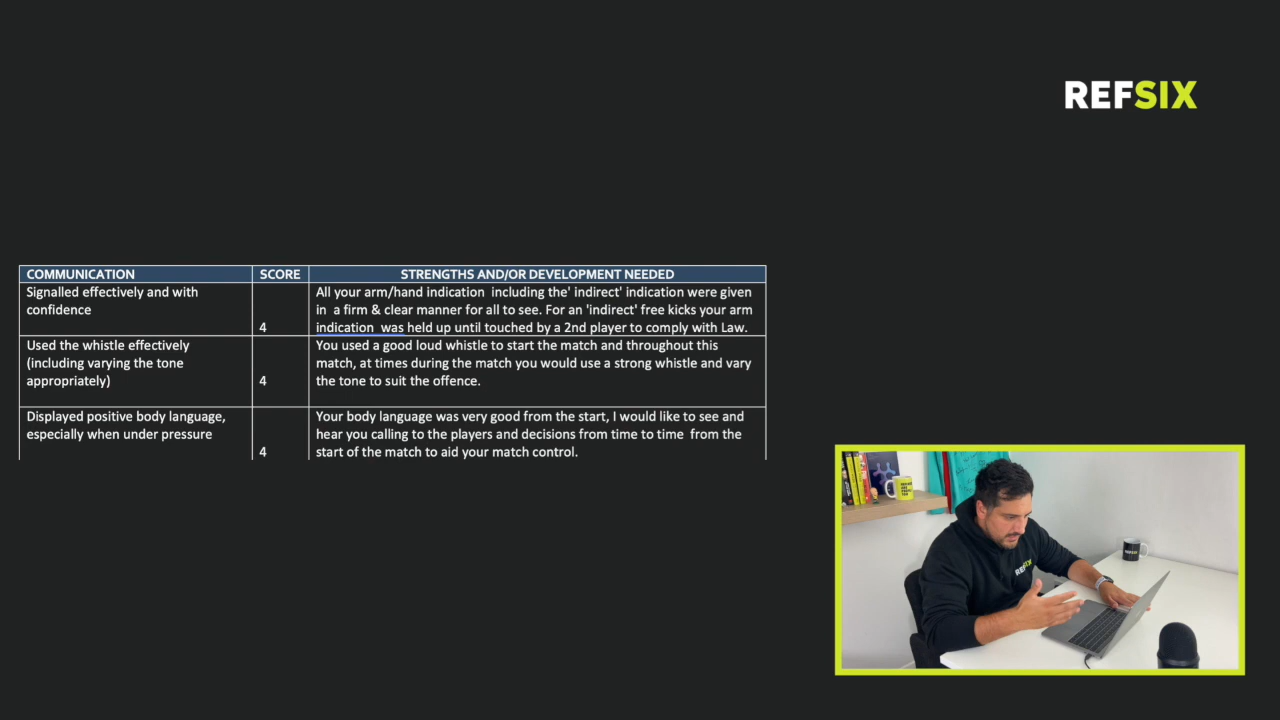 REFSIX
COMMUNICATION
SCORE
STRENGTHS AND/OR DEVELOPMENT NEEDED
Signalled effectively and with
confidence
4
All your arm/hand indication  including the' indirect' indication were given
in  a firm & clear manner for all to see. For an 'indirect' free kicks your arm
indication  was held up until touched by a 2nd player to comply with Law.
Used the whistle effectively
(including varying the tone
appropriately)
4
You used a good loud whistle to start the match and throughout this
match, at times during the match you would use a strong whistle and vary
the tone to suit the offence.
Displayed positive body language,
especially when under pressure
4
Your body language was very good from the start, I would like to see and
hear you calling to the players and decisions from time to time  from the
start of the match to aid your match control.
REFSIX